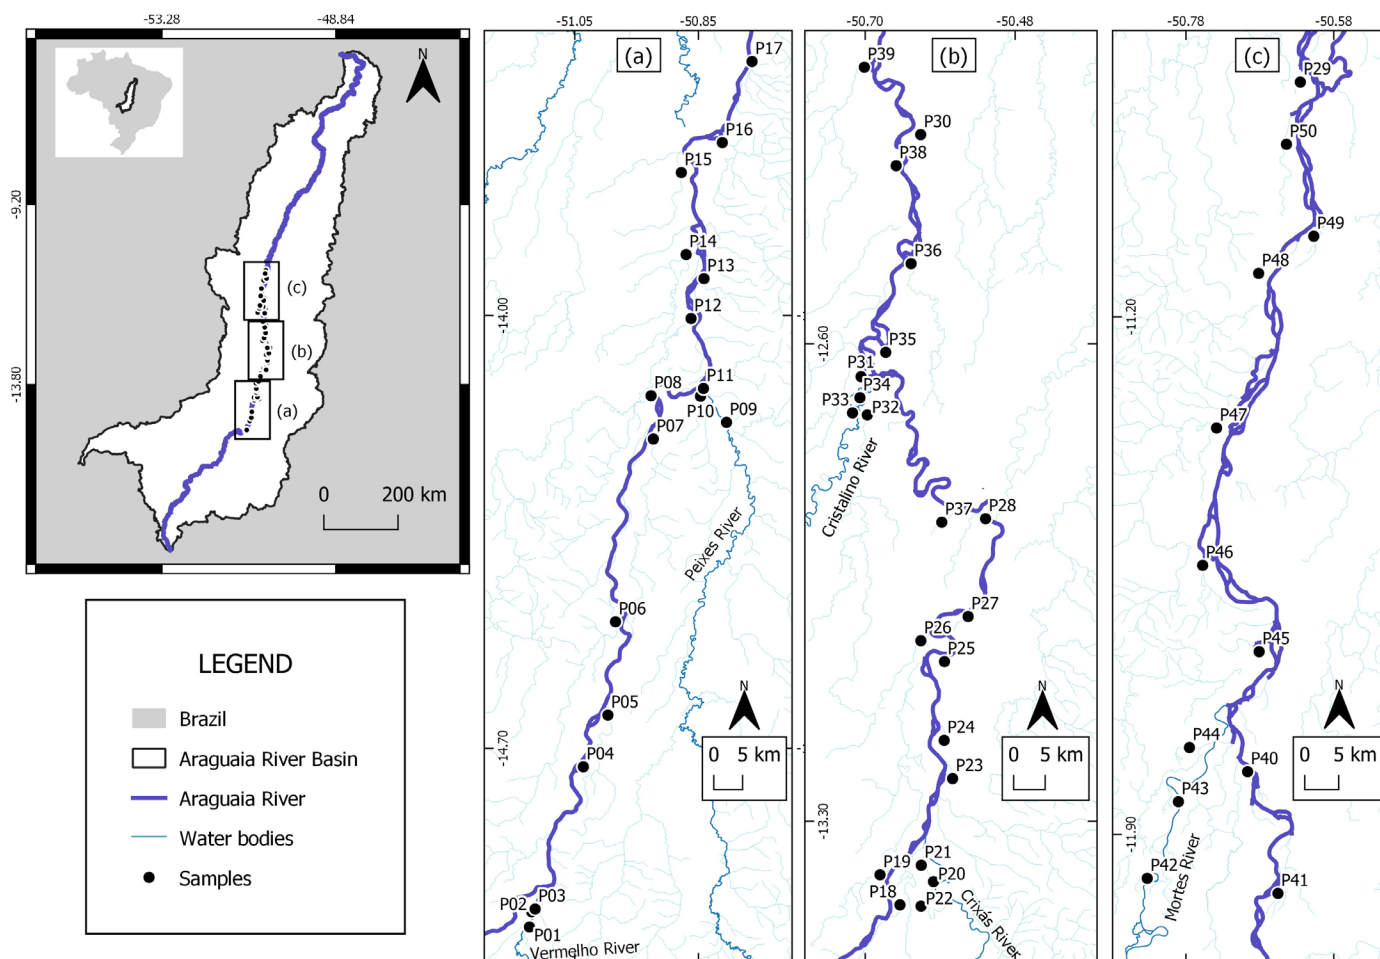 -53.28
-48.84
-9.20
-13.80
N
(c)
(b)
(a)
0
200 km
LEGEND
Brazil
Araguaia River Basin
Araguaia River
Water bodies
Samples
-51.05
-50.85
(a)
P17
P16
P15
P14
P13
P12
-14.00
P11
P08
P10
P09
P07
Peixes River
P06
P05
P04
-14.70
N
0
5 km
P03
P02
P01
Vermelho River
-50.70
-50.48
(b)
P39
P30
P38
P36
-12.60
P35
P31
P34
P33
P32
Cristalino River
P37
P28
P27
P26
P25
P24
P23
N
0
5 km
-13.30
P21
P19
P20
P18
P22
Crixás River
-50.78
-50.58
(c)
P29
P50
P49
P48
-11.20
P47
P46
P45
P44
P40
P43
N
0
5 km
-11.90
P42
P41
Mortes River